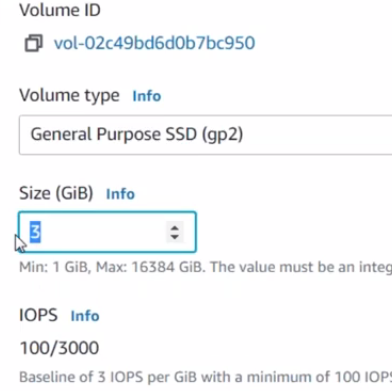 Volume ID
vol-02c49bd6d0b7bc950
Volume type Info
General Purpose SSD (gp2)
Size (GiB) Info
3
Min: 1 GiB, Max: 16384 GiB. The value must be an integ
IOPS Info
100/3000
Baseline of 3 IOPS per GiB with a minimum of 100 IOPS